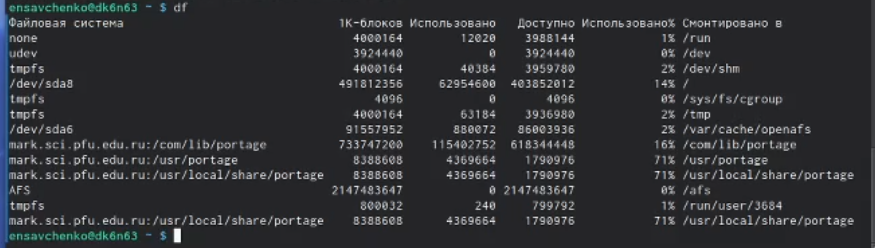 ensavchenko@dk6n63 ~ $ df
Файловая система 1K-блоков Использовано Доступно Использовано% Смонтировано в
none 4000164 12020 3988144 1% /run
udev 3924440 0 3924440 0% /dev
tmpfs 4000164 40384 3959780 2% /dev/shm
/dev/sda8 491812356 62954600 403852012 14% /
tmpfs 4096 0 4096 0% /sys/fs/cgroup
tmpfs 4000164 63184 3936980 2% /tmp
/dev/sda6 91557952 880072 86003936 2% /var/cache/openafs
mark.sci.pfu.edu.ru:/com/lib/portage 733747200 115402752 618344448 16% /com/lib/portage
mark.sci.pfu.edu.ru:/usr/portage 8388608 4369664 1790976 71% /usr/portage
mark.sci.pfu.edu.ru:/usr/local/share/portage 8388608 4369664 1790976 71% /usr/local/share/portage
AFS 2147483647 0 2147483647 0% /afs
tmpfs 800032 240 799792 1% /run/user/3684
mark.sci.pfu.edu.ru:/usr/local/share/portage 8388608 4369664 1790976 71% /usr/local/share/portage
ensavchenko@dk6n63 ~ $